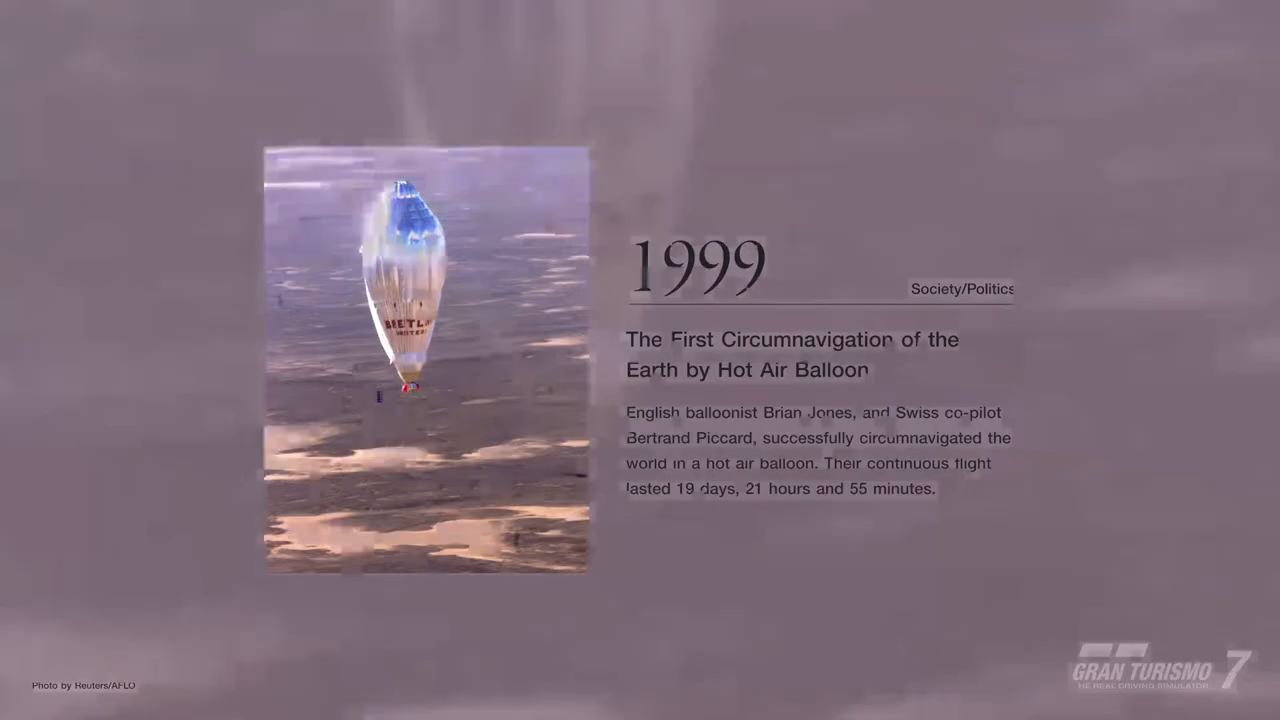 BREITLING
1999
Society/Politics
The First Circumnavigation of the
Earth by Hot Air Balloon
English balloonist Brian Jones, and Swiss co-pilot
Bertrand Piccard, successfully circumnavigated the
world in a hot air balloon. Their continuous flight
lasted 19 days, 21 hours and 55 minutes.
Photo by Reuters/AFLO
GRAN TURISMO 7
THE REAL DRIVING SIMULATOR